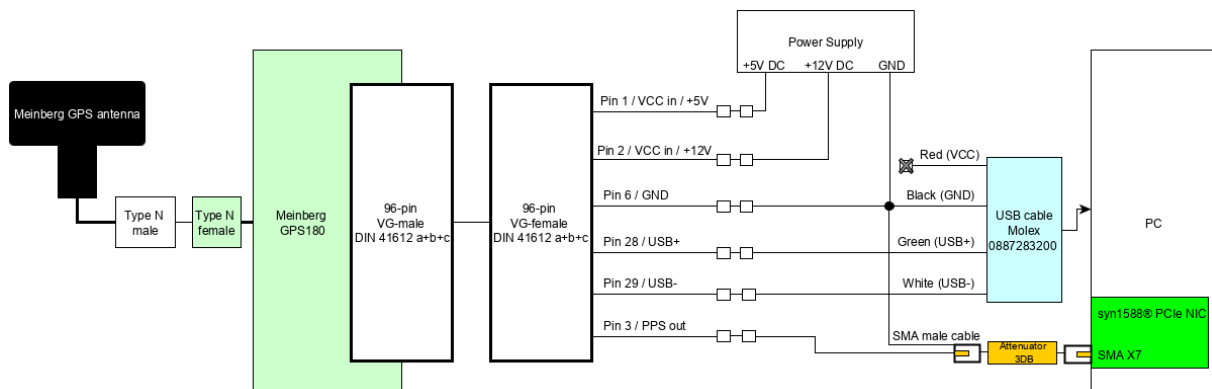 Power Supply
+5V DC
+12V DC
GND
Meinberg GPS antenna
Type N
male
Type N
female
Meinberg
GPS180
96-pin
VG-male
DIN 41612 a+b+c
96-pin
VG-female
DIN 41612 a+b+c
Pin 1 / VCC in / +5V
Pin 2 / VCC in / +12V
Pin 6 / GND
Pin 28 / USB+
Pin 29 / USB-
Pin 3 / PPS out
Red (VCC)
Black (GND)
Green (USB+)
White (USB-)
SMA male cable
USB cable
Molex
0887283200
Attenuator
3DB
PC
syn1588® PCIe NIC
SMA X7